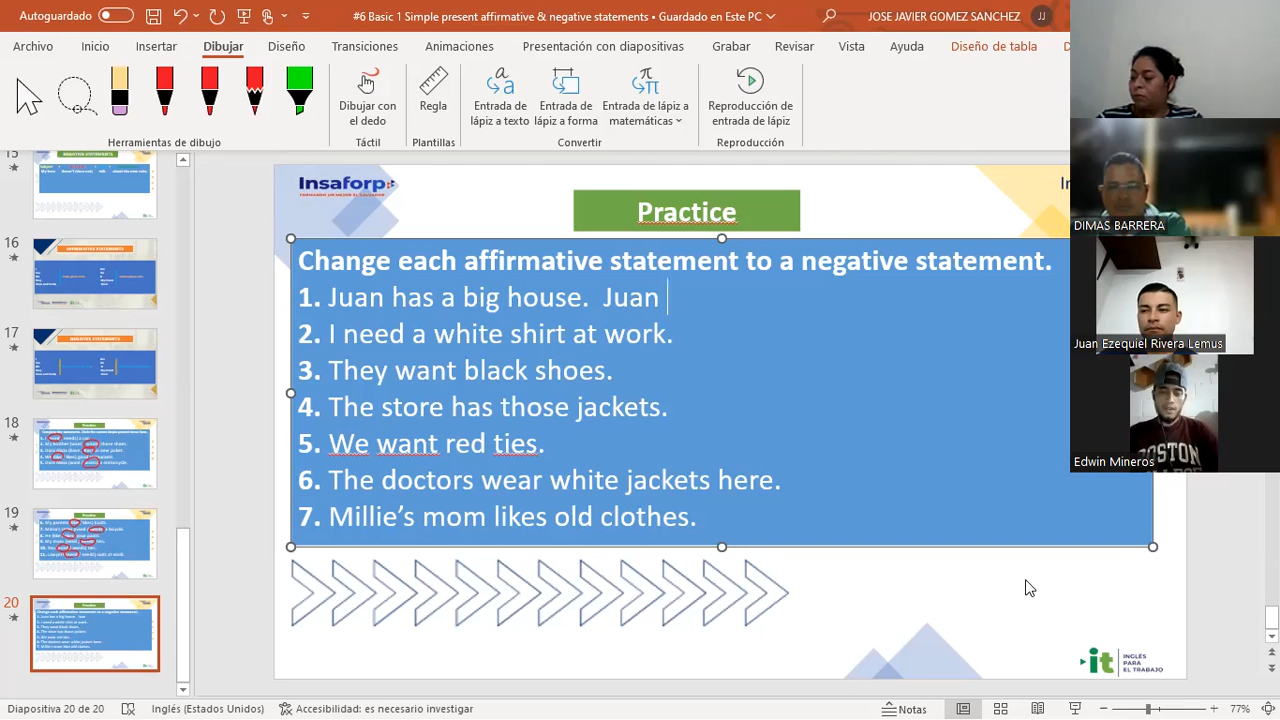 Autoguardado
#6 Basic 1 Simple present affirmative & negative statements • Guardado en Este PC
JOSE JAVIER GOMEZ SANCHEZ
JJ
Archivo Inicio Insertar Dibujar Diseño Transiciones Animaciones Presentación con diapositivas Grabar Revisar Vista Ayuda Diseño de tabla
Dibujar con el dedo
Regla
Entrada de lápiz a texto
Entrada de lápiz a forma
Entrada de lápiz a matemáticas
Reproducción de entrada de lápiz
Herramientas de dibujo Táctil Plantillas Convertir Reproducción
16
17
18
19
20
Insaforp
Practice
Change each affirmative statement to a negative statement.
1. Juan has a big house. Juan
2. I need a white shirt at work.
3. They want black shoes.
4. The store has those jackets.
5. We want red ties.
6. The doctors wear white jackets here.
7. Millie's mom likes old clothes.
it INGLÉS PARA EL TRABAJO
DIMAS BARRERA
Juan Ezequiel Rivera Lemus
Edwin Mineros
BOSTON COLLEGE
Diapositiva 20 de 20 Inglés (Estados Unidos) Accesibilidad: es necesario investigar Notas 77%